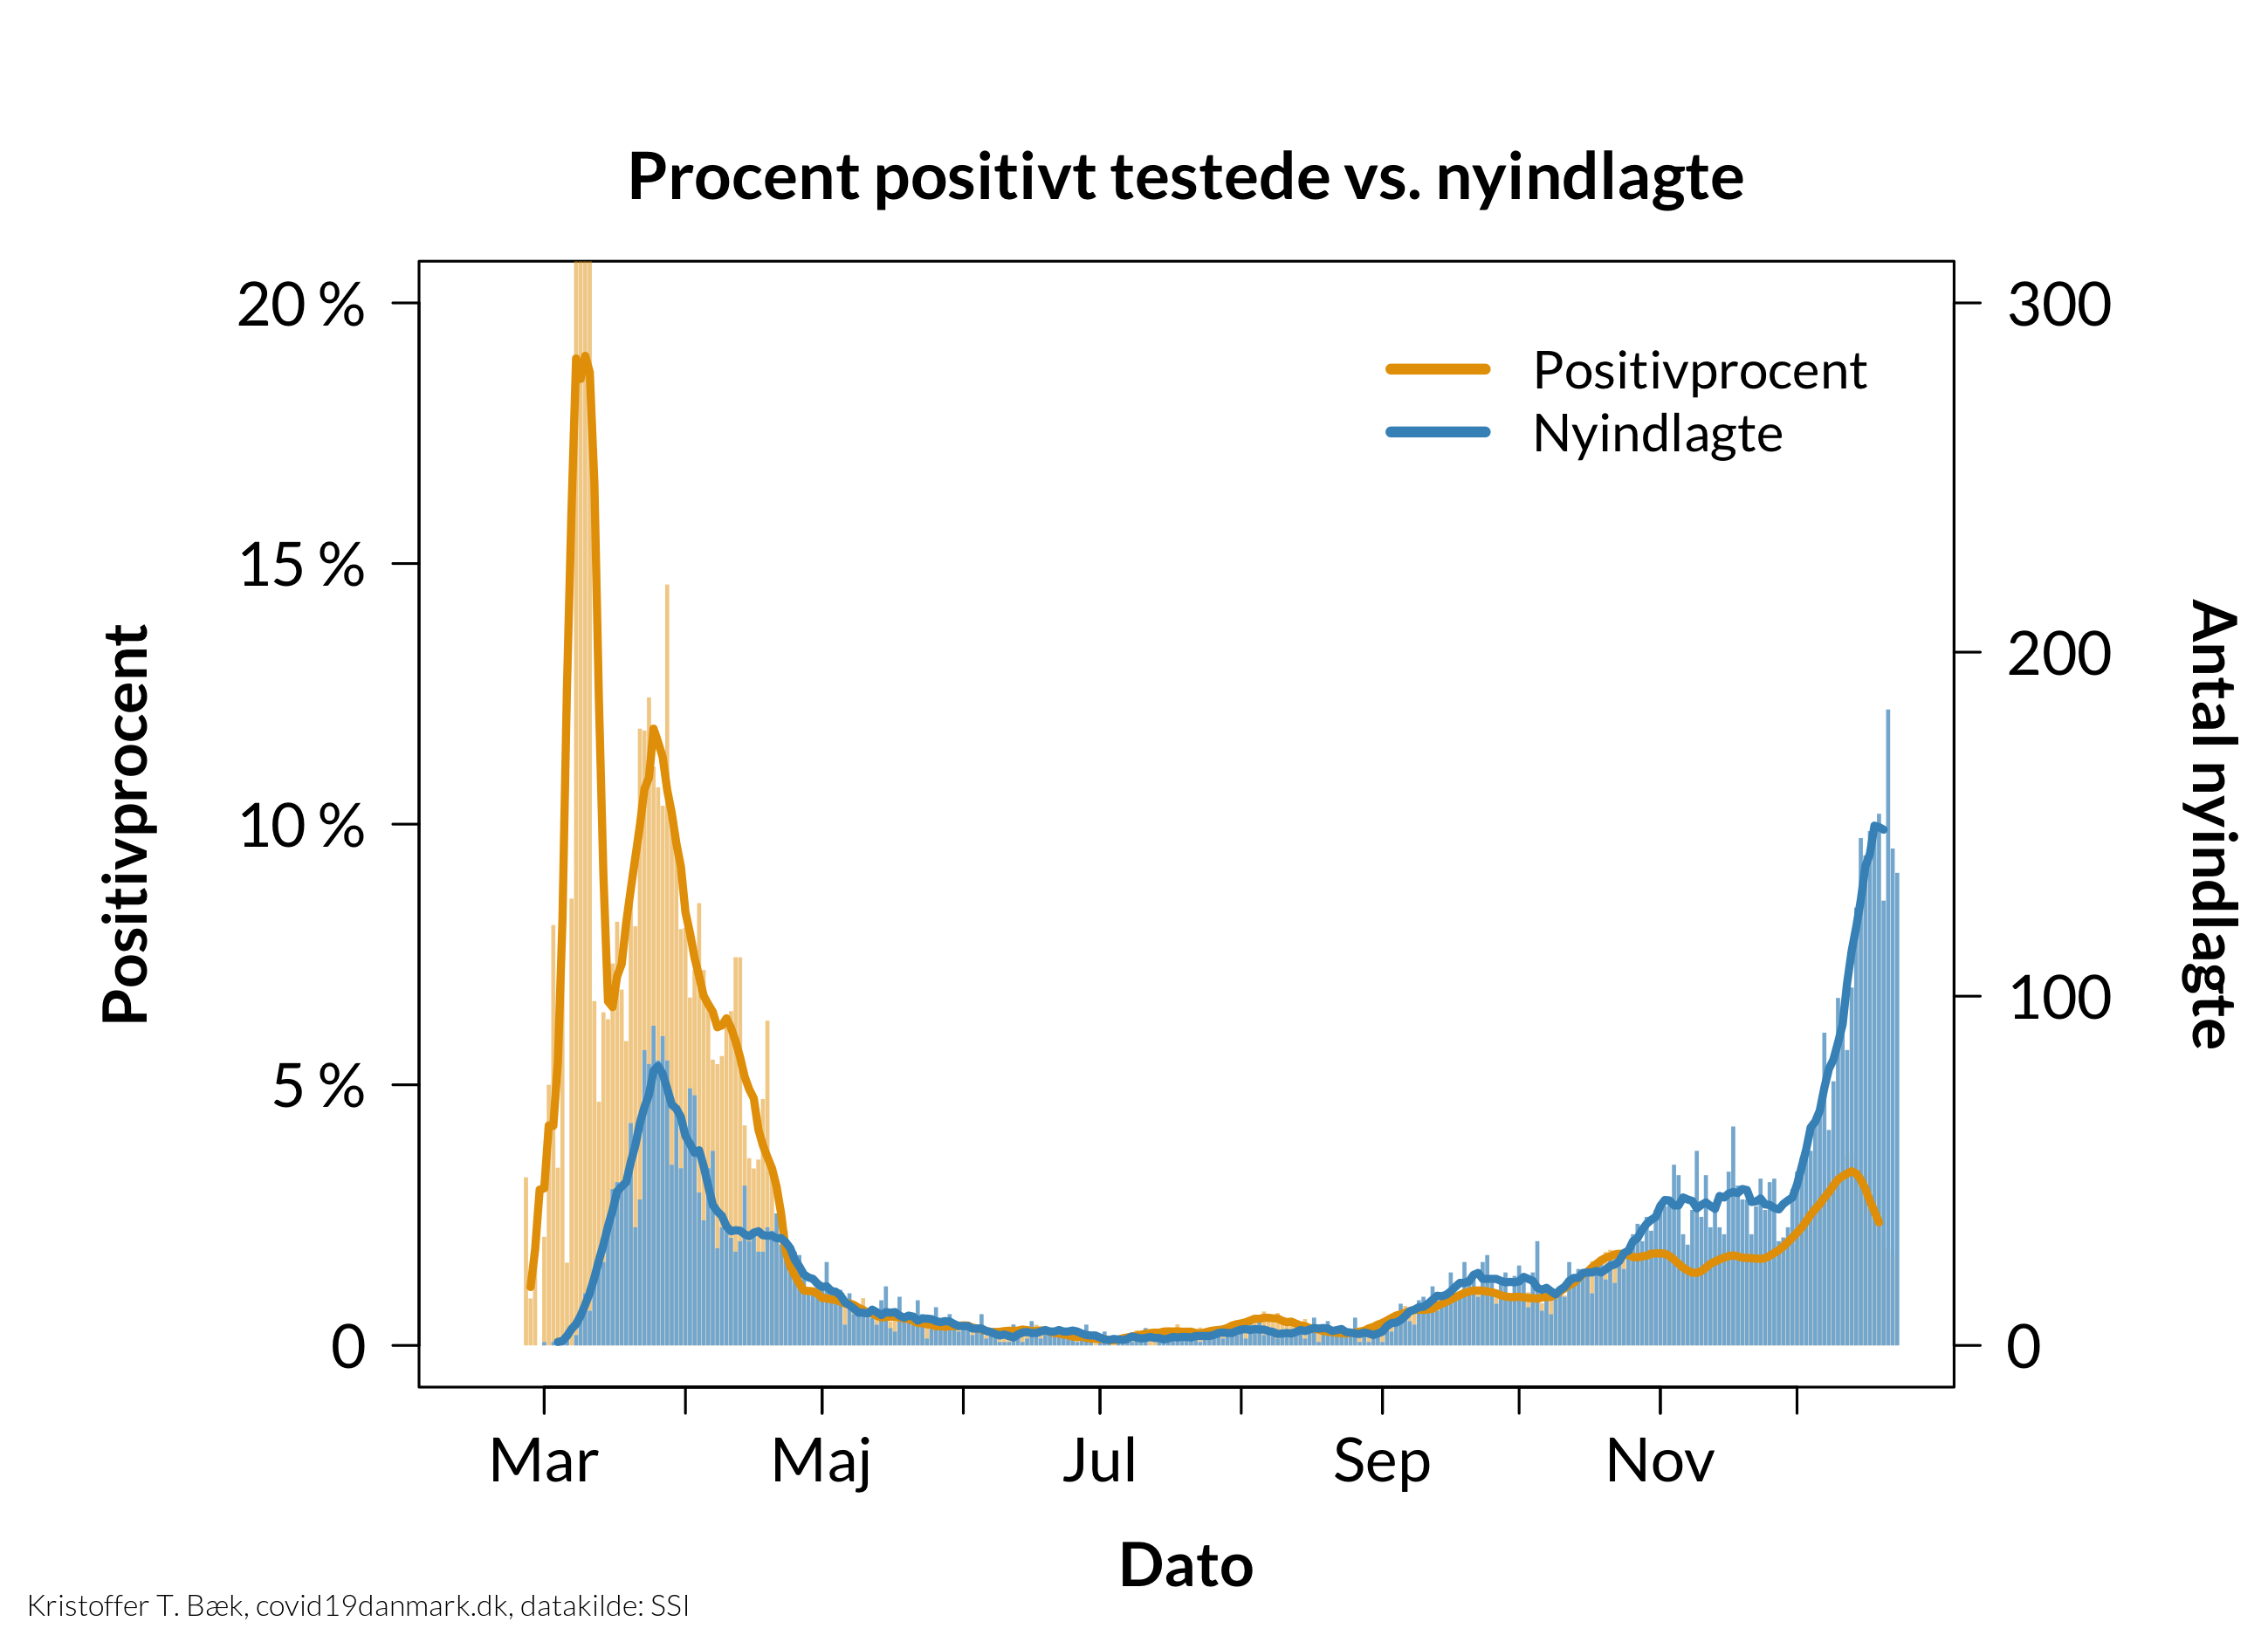 Procent positivt testede vs. nyindlagte
20 %
15 %
10 %
5 %
0
Positivprocent
300
200
100
0
Antal nyindlagte
Positivprocent
Nyindlagte
Mar Maj Jul Sep Nov
Dato
Kristoffer T. Bæk, covid19danmark.dk, datakilde: SSI